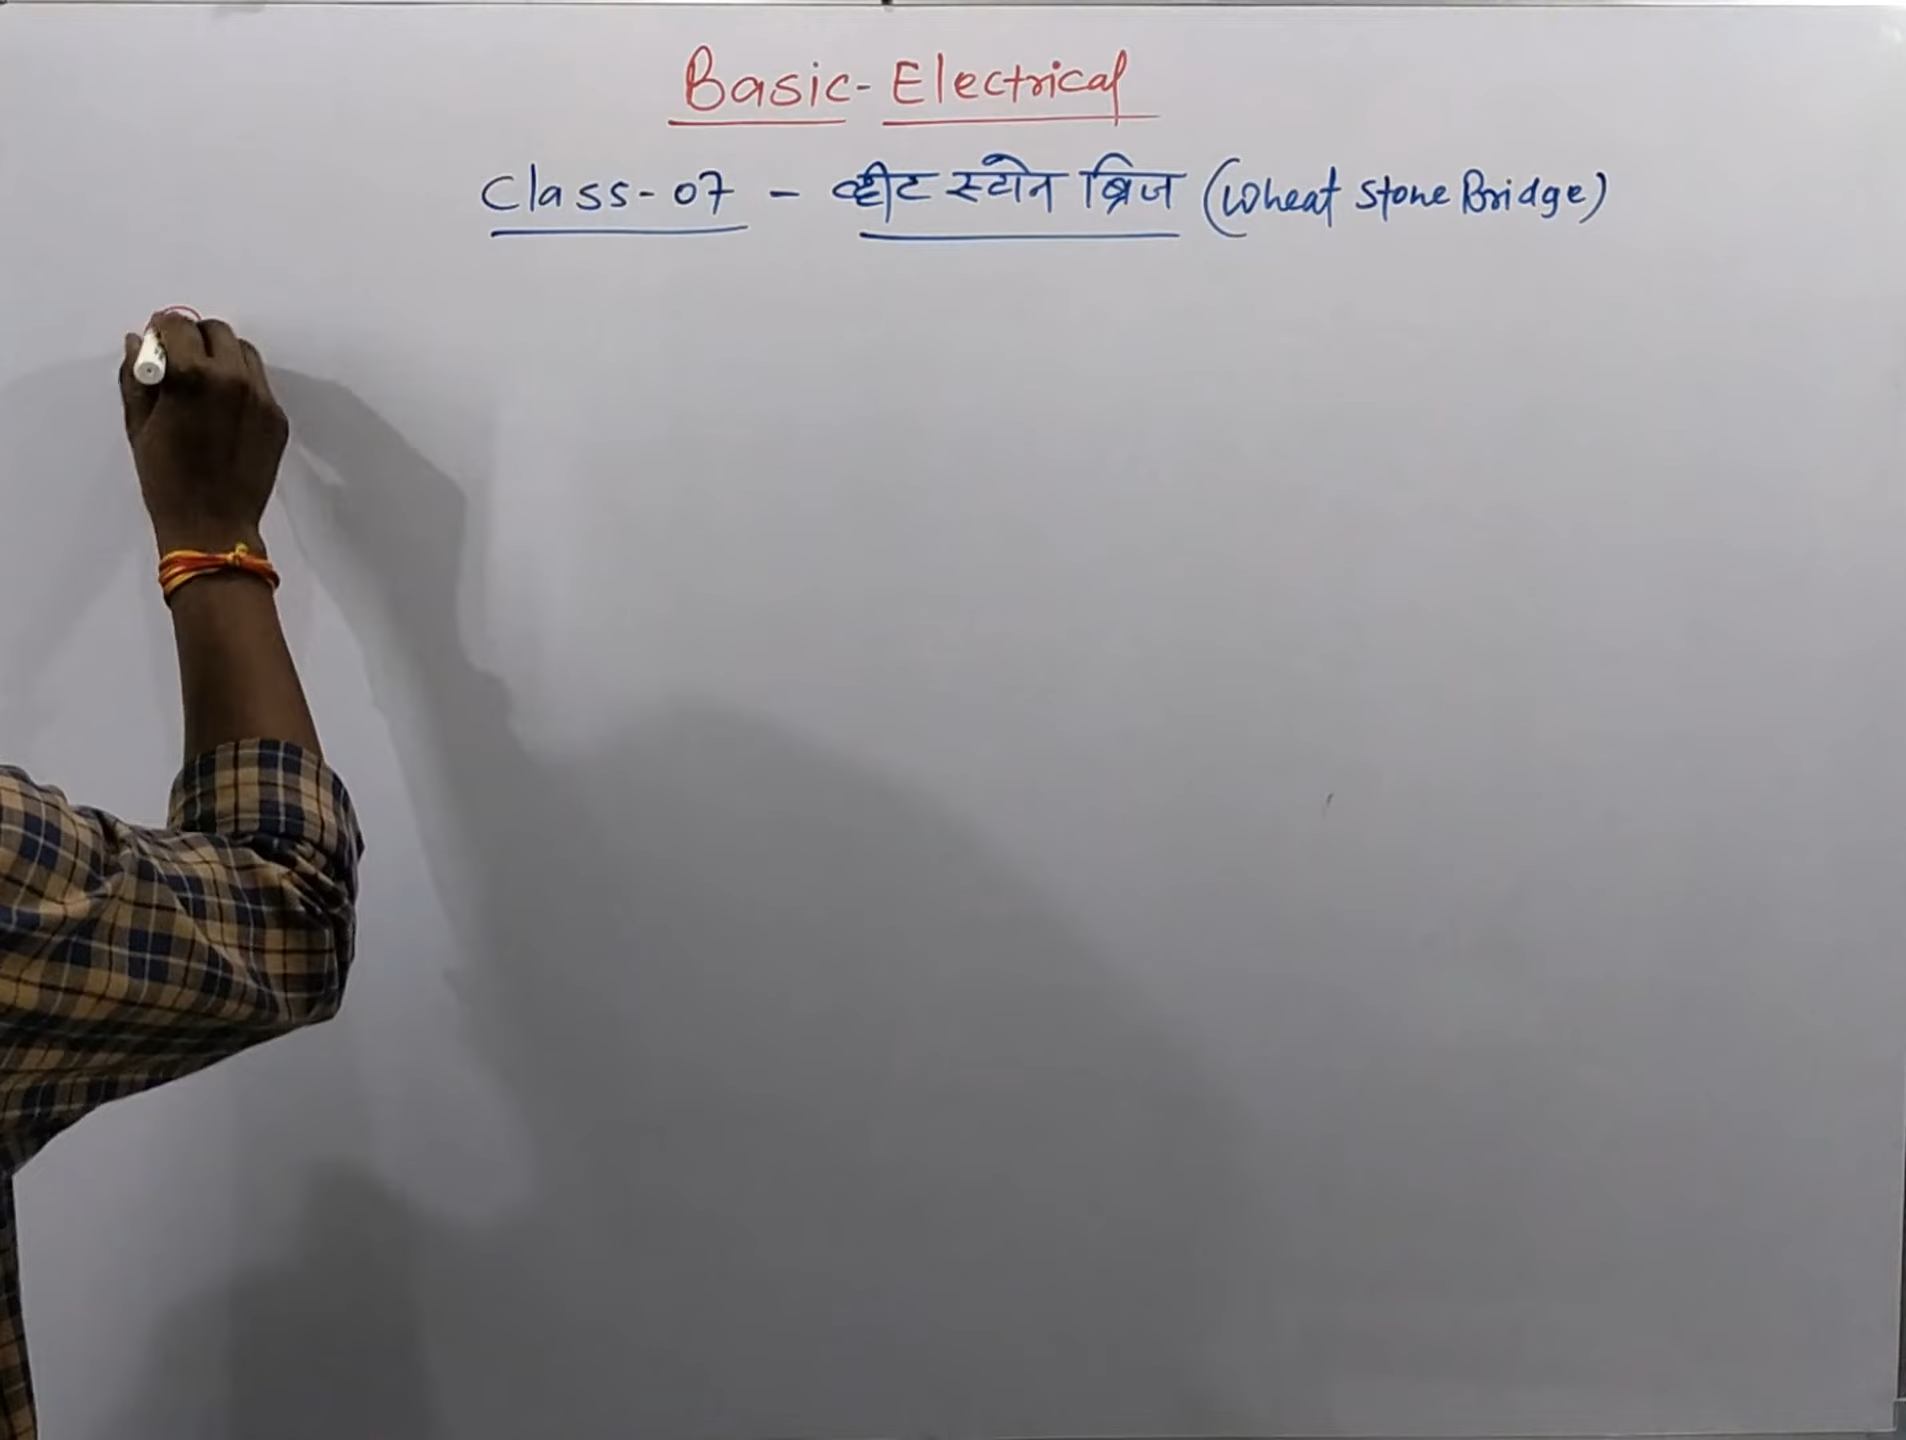 Basic-Electrical
Class-07 - व्हीट स्टोन ब्रिज (Wheat Stone Bridge)